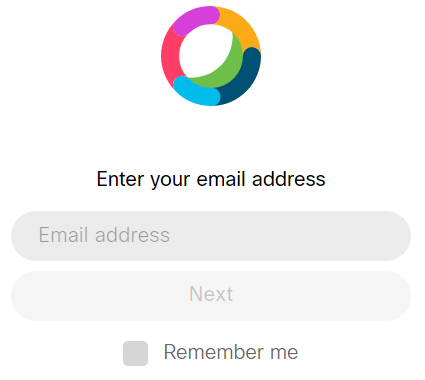 Enter your email address
Email address
Next
Remember me